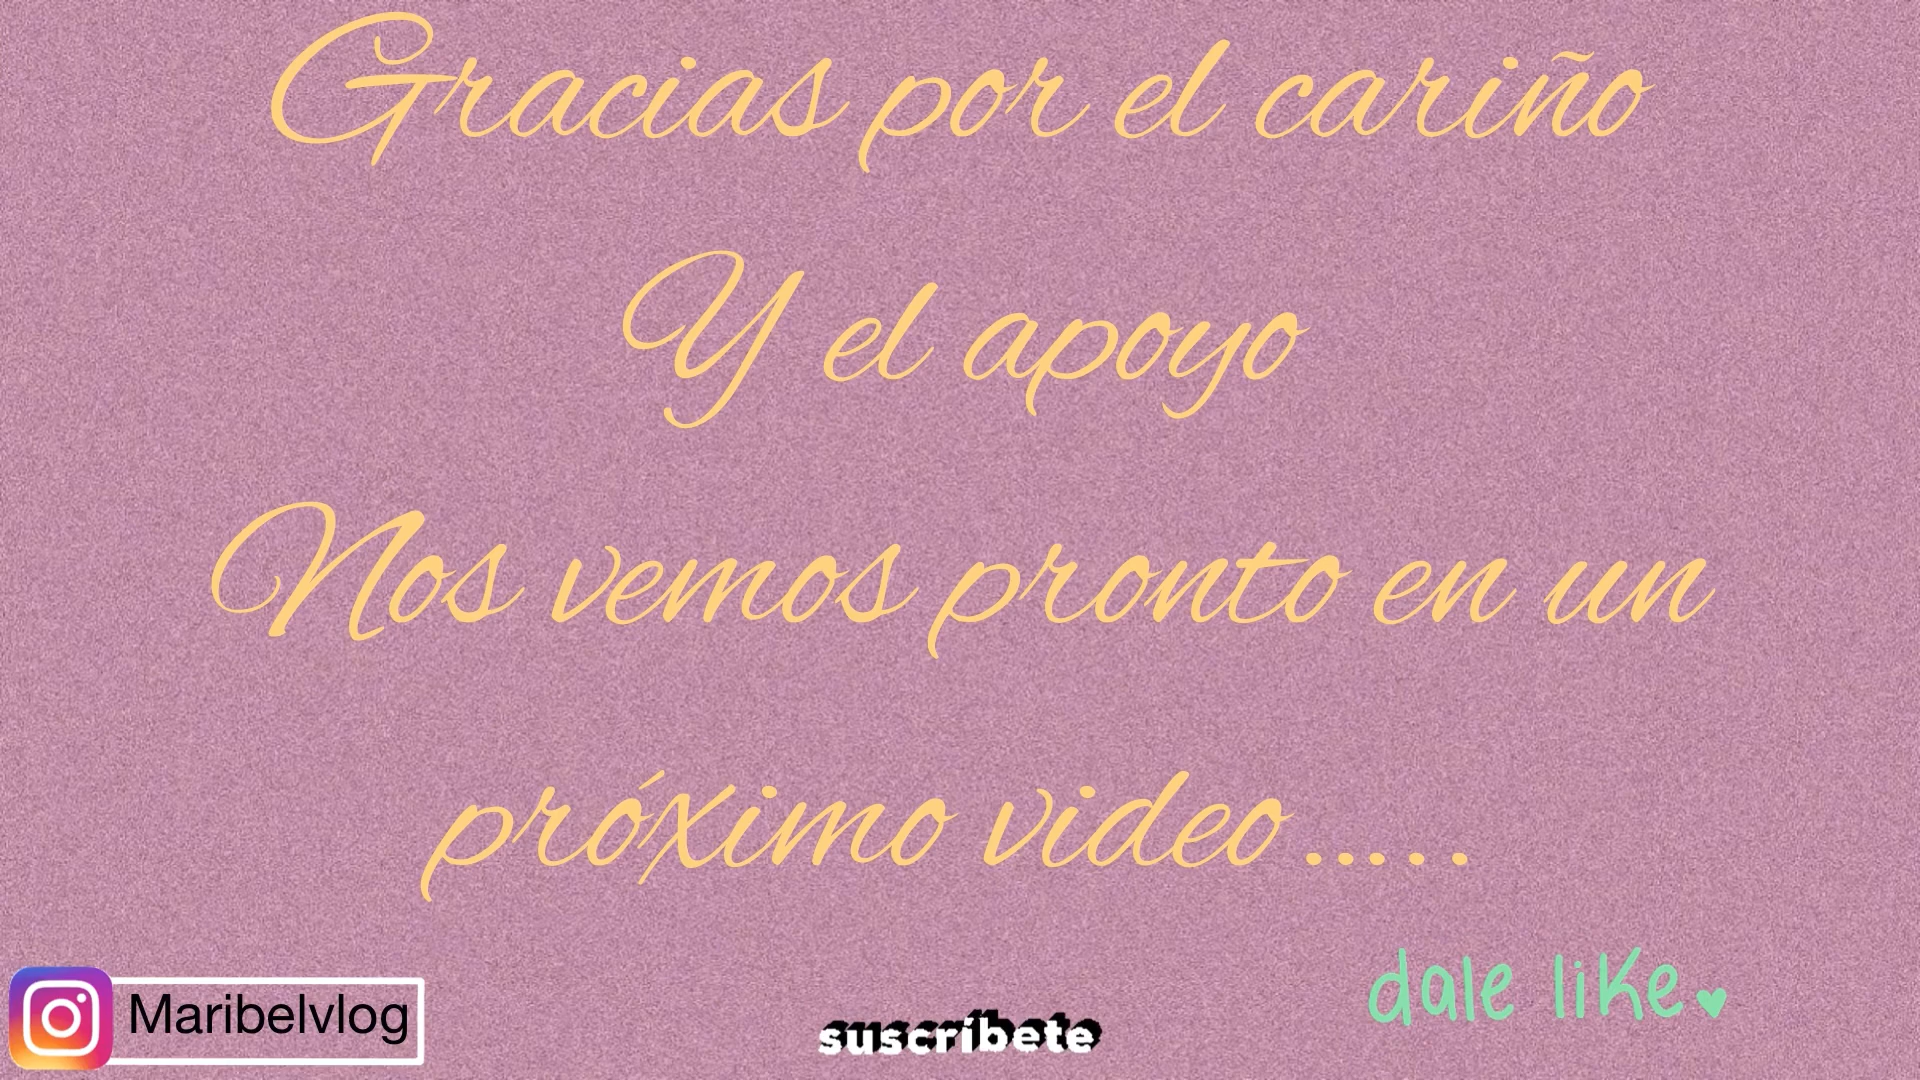 Gracias por el cariño
Y el apoyo
Nos vemos pronto en un
próximo video.....
dale like
Maribelvlog
suscríbete